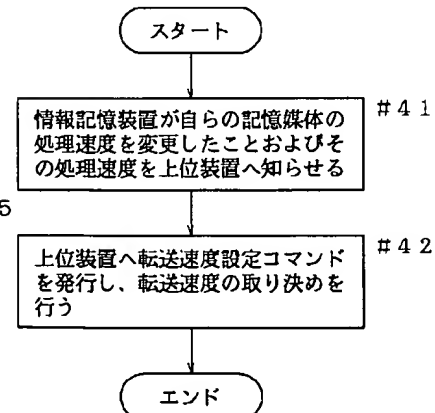 スタート
情報記憶装置が自らの記憶媒体の
処理速度を変更したことおよびそ
の処理速度を上位装置へ知らせる
#41
5
上位装置へ転送速度設定コマンド
を発行し、転送速度の取り決めを
行う
#42
エンド